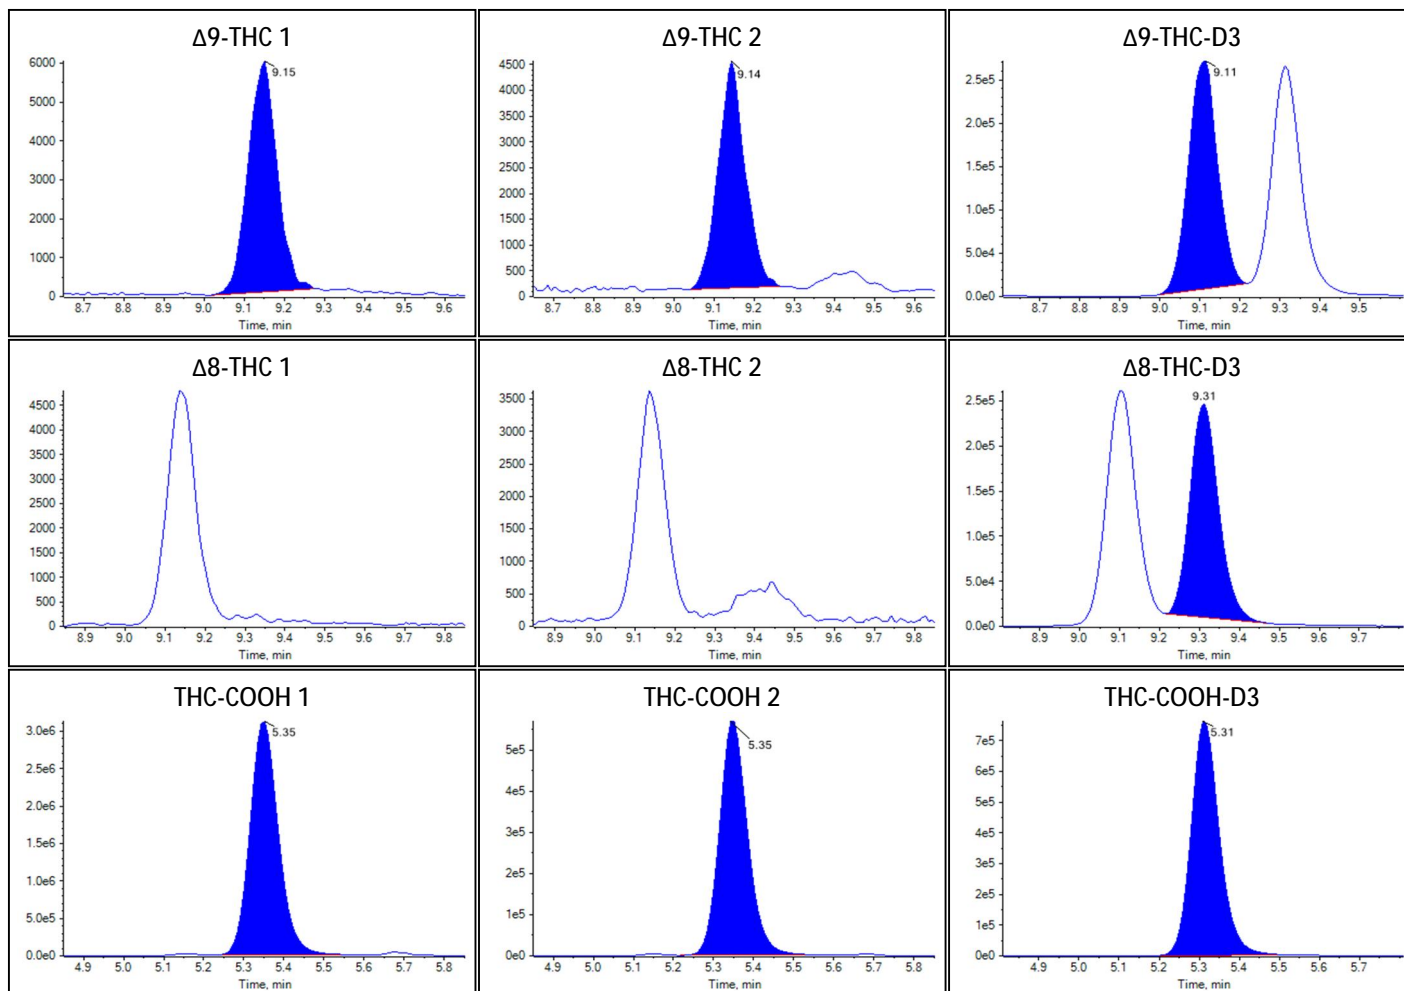 Δ9-THC 1
6000
5000
4000
3000
2000
1000
0
9.15
8.7 8.8 8.9 9.0 9.1 9.2 9.3 9.4 9.5 9.6
Time, min
Δ9-THC 2
4500
4000
3500
3000
2500
2000
1500
1000
500
0
9.14
8.7 8.8 8.9 9.0 9.1 9.2 9.3 9.4 9.5 9.6
Time, min
Δ9-THC-D3
2.5e5
2.0e5
1.5e5
1.0e5
5.0e4
0.0e0
9.11
8.7 8.8 8.9 9.0 9.1 9.2 9.3 9.4 9.5
Time, min
Δ8-THC 1
4500
4000
3500
3000
2500
2000
1500
1000
500
0
8.9 9.0 9.1 9.2 9.3 9.4 9.5 9.6 9.7 9.8
Time, min
Δ8-THC 2
3500
3000
2500
2000
1500
1000
500
0
8.9 9.0 9.1 9.2 9.3 9.4 9.5 9.6 9.7 9.8
Time, min
Δ8-THC-D3
2.5e5
2.0e5
1.5e5
1.0e5
5.0e4
0.0e0
9.31
8.9 9.0 9.1 9.2 9.3 9.4 9.5 9.6 9.7
Time, min
THC-COOH 1
3.0e6
2.5e6
2.0e6
1.5e6
1.0e6
5.0e5
0.0e0
5.35
4.9 5.0 5.1 5.2 5.3 5.4 5.5 5.6 5.7 5.8
Time, min
THC-COOH 2
5e5
4e5
3e5
2e5
1e5
0e0
5.35
4.9 5.0 5.1 5.2 5.3 5.4 5.5 5.6 5.7 5.8
Time, min
THC-COOH-D3
7e5
6e5
5e5
4e5
3e5
2e5
1e5
0e0
5.31
4.9 5.0 5.1 5.2 5.3 5.4 5.5 5.6 5.7
Time, min